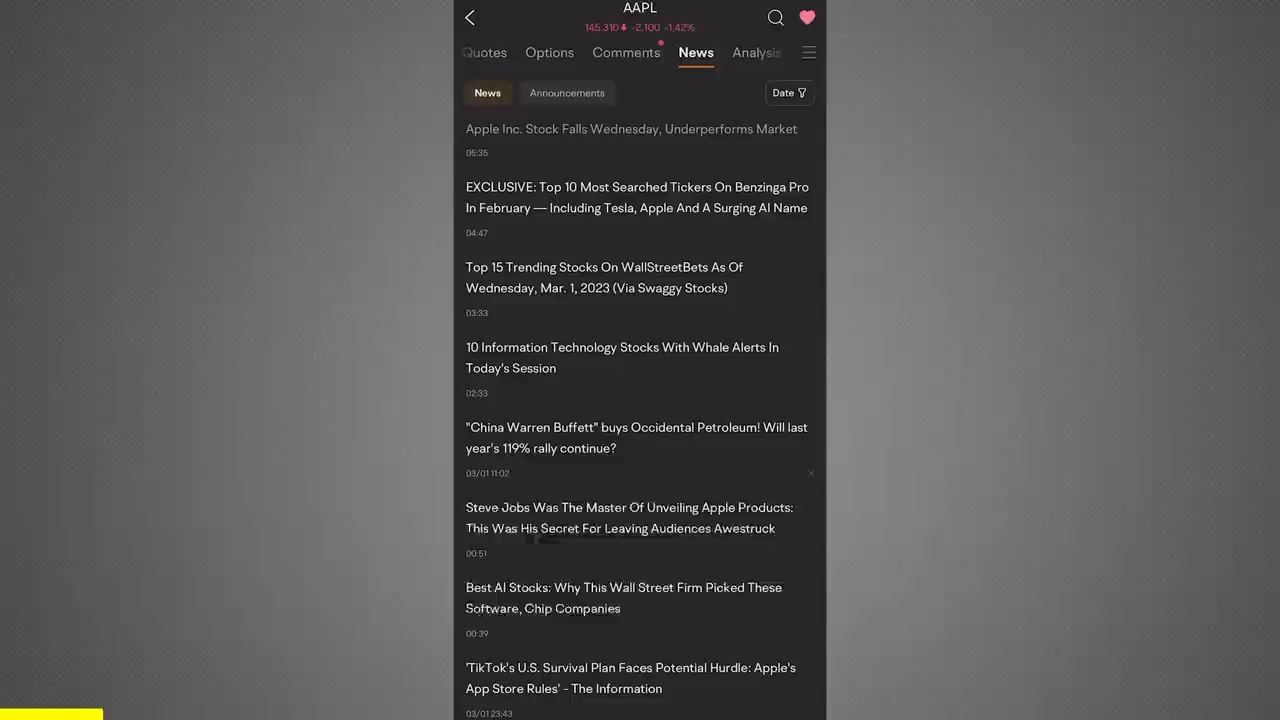 AAPL
145.310 -2.100 -1.42%
Quotes Options Comments News Analysis
News Announcements Date
Apple Inc. Stock Falls Wednesday, Underperforms Market
05:35
EXCLUSIVE: Top 10 Most Searched Tickers On Benzinga Pro
In February — Including Tesla, Apple And A Surging AI Name
04:47
Top 15 Trending Stocks On WallStreetBets As Of
Wednesday, Mar. 1, 2023 (Via Swaggy Stocks)
03:33
10 Information Technology Stocks With Whale Alerts In
Today's Session
02:33
"China Warren Buffett" buys Occidental Petroleum! Will last
year's 119% rally continue?
03/01 11:02
Steve Jobs Was The Master Of Unveiling Apple Products:
This Was His Secret For Leaving Audiences Awestruck
00:51
Best AI Stocks: Why This Wall Street Firm Picked These
Software, Chip Companies
00:39
'TikTok's U.S. Survival Plan Faces Potential Hurdle: Apple's
App Store Rules' - The Information
03/01 23:43